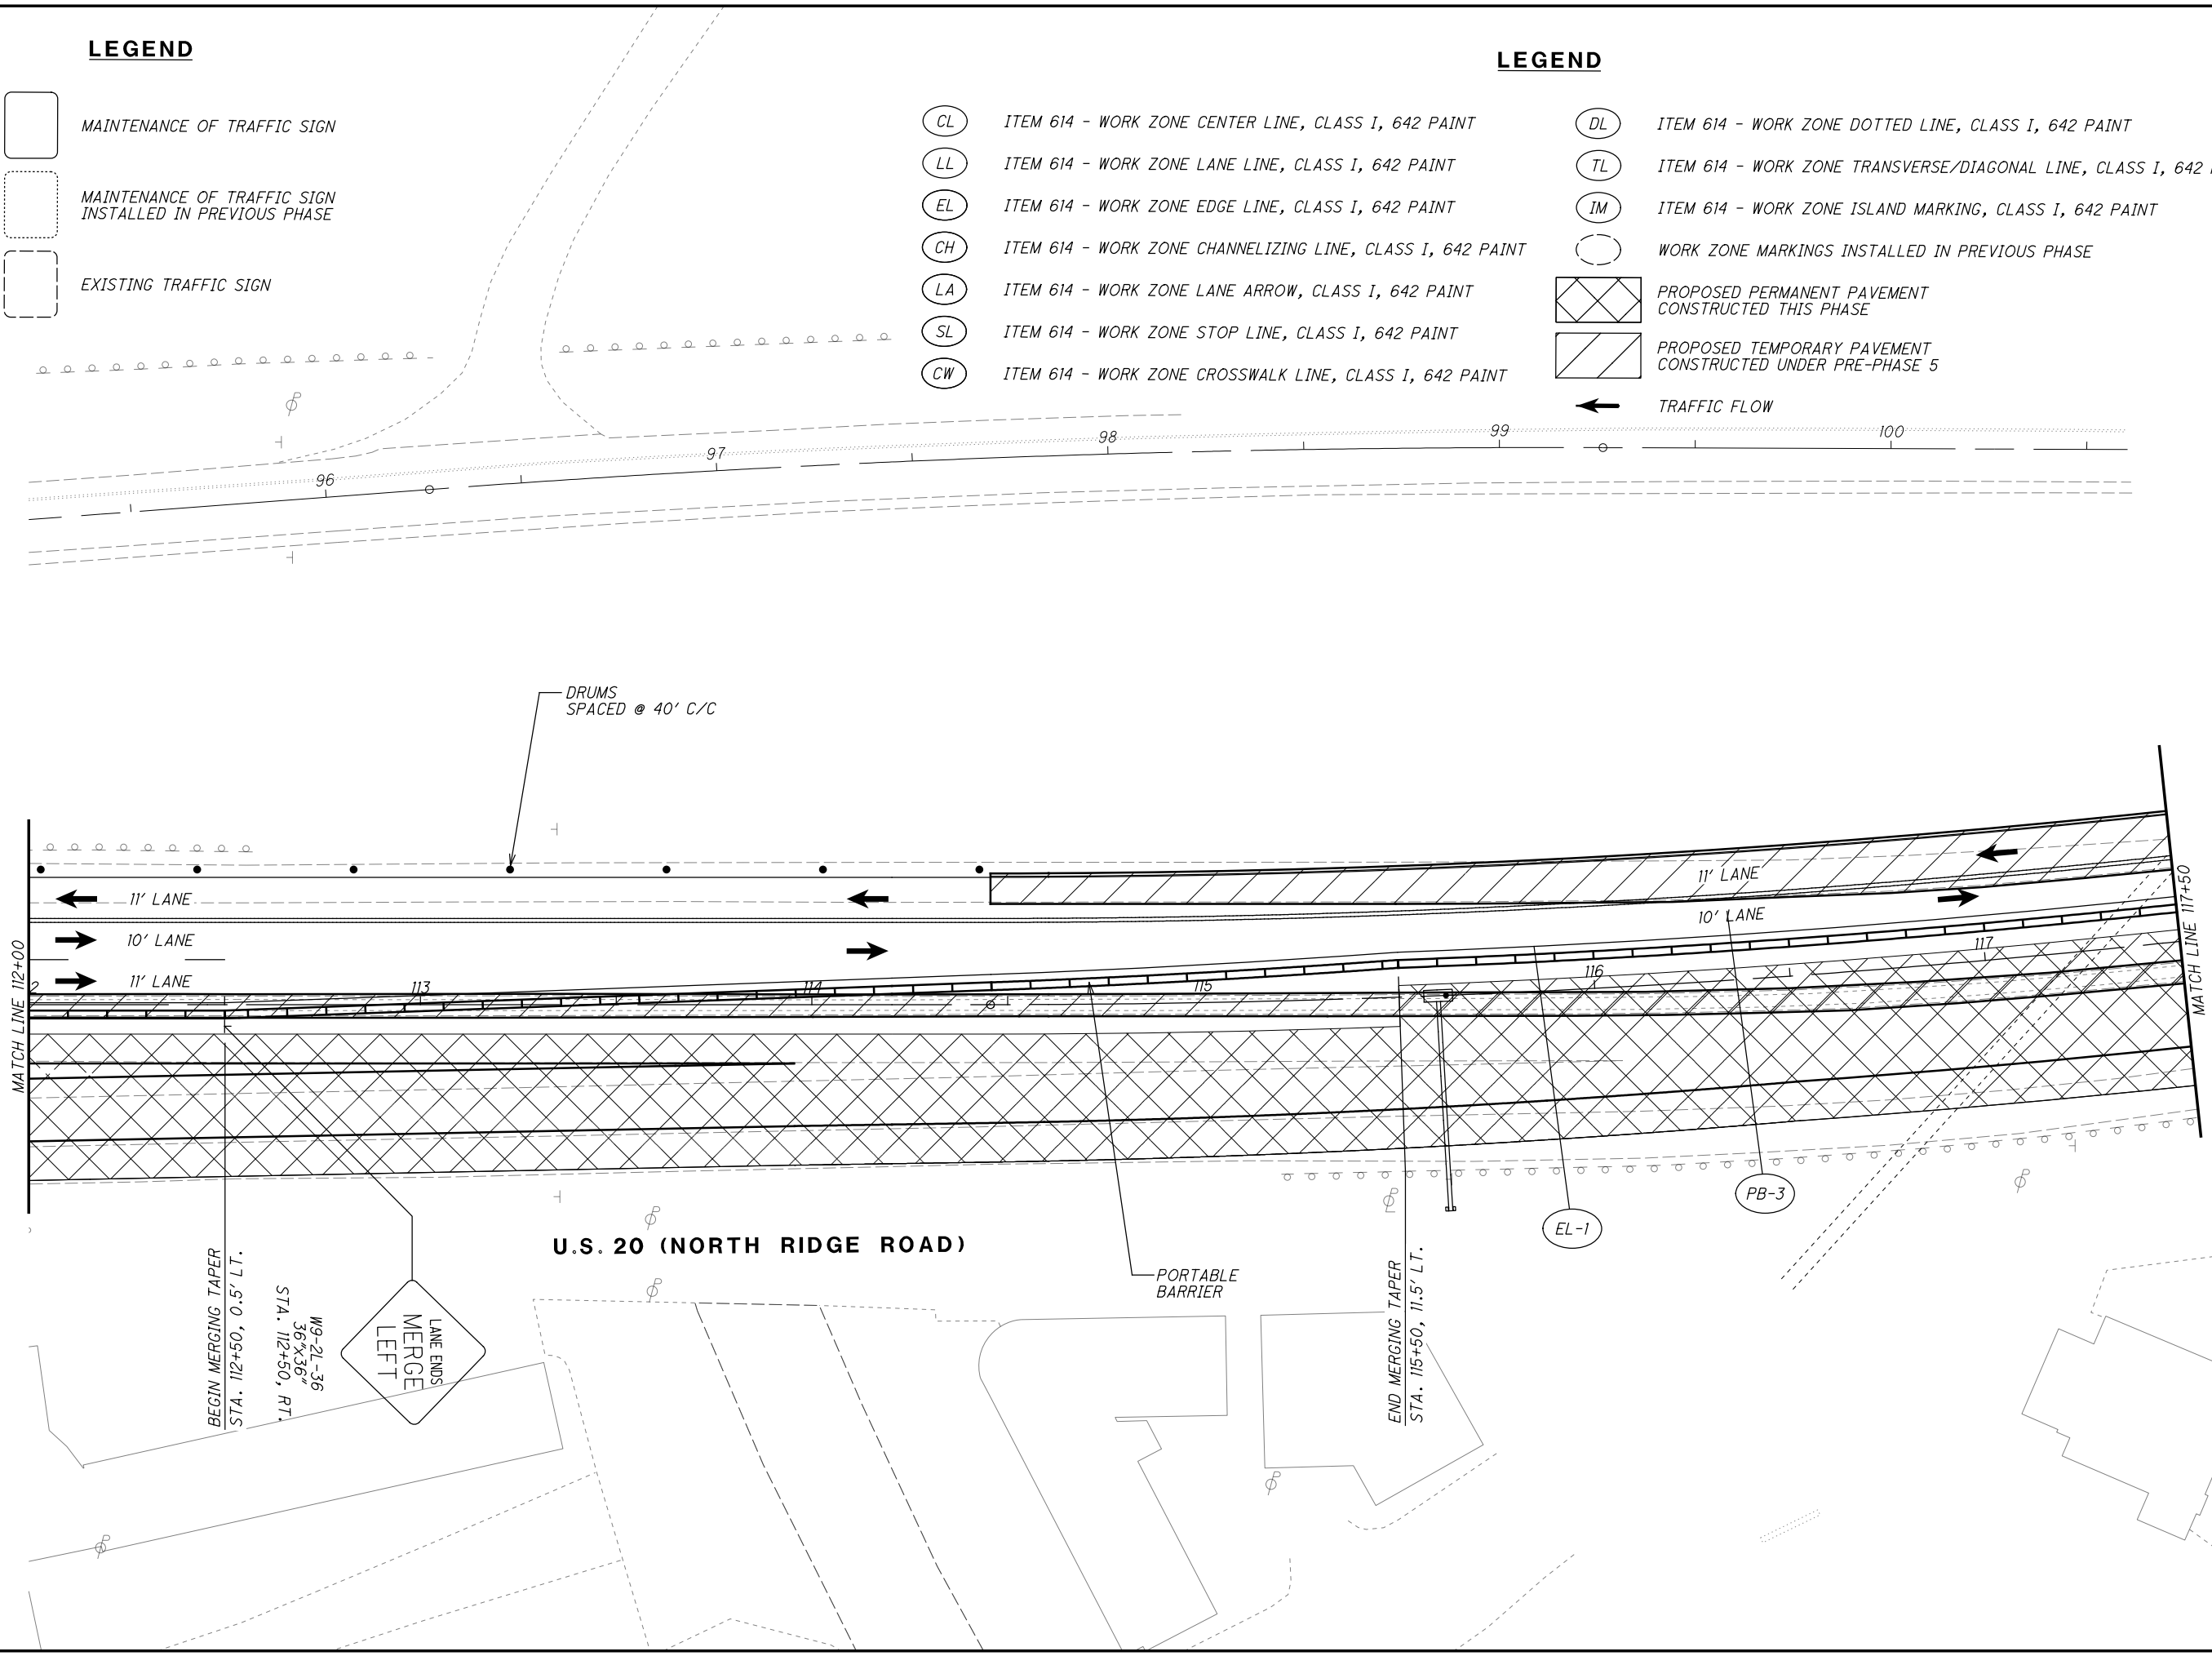 LEGEND
MAINTENANCE OF TRAFFIC SIGN
MAINTENANCE OF TRAFFIC SIGN
INSTALLED IN PREVIOUS PHASE
EXISTING TRAFFIC SIGN
LEGEND
CL ITEM 614 - WORK ZONE CENTER LINE, CLASS I, 642 PAINT
LL ITEM 614 - WORK ZONE LANE LINE, CLASS I, 642 PAINT
EL ITEM 614 - WORK ZONE EDGE LINE, CLASS I, 642 PAINT
CH ITEM 614 - WORK ZONE CHANNELIZING LINE, CLASS I, 642 PAINT
LA ITEM 614 - WORK ZONE LANE ARROW, CLASS I, 642 PAINT
SL ITEM 614 - WORK ZONE STOP LINE, CLASS I, 642 PAINT
CW ITEM 614 - WORK ZONE CROSSWALK LINE, CLASS I, 642 PAINT
DL ITEM 614 - WORK ZONE DOTTED LINE, CLASS I, 642 PAINT
TL ITEM 614 - WORK ZONE TRANSVERSE/DIAGONAL LINE, CLASS I, 642
IM ITEM 614 - WORK ZONE ISLAND MARKING, CLASS I, 642 PAINT
WORK ZONE MARKINGS INSTALLED IN PREVIOUS PHASE
PROPOSED PERMANENT PAVEMENT
CONSTRUCTED THIS PHASE
PROPOSED TEMPORARY PAVEMENT
CONSTRUCTED UNDER PRE-PHASE 5
TRAFFIC FLOW
96
97
98
99
100
DRUMS
SPACED @ 40' C/C
MATCH LINE 112+00
11' LANE
10' LANE
11' LANE
11' LANE
10' LANE
MATCH LINE 117+50
2
113
114
115
116
117
EL-1
PB-3
U.S. 20 (NORTH RIDGE ROAD)
PORTABLE
BARRIER
BEGIN MERGING TAPER
STA. 112+50, 0.5' LT.
W9-2L-36
36"x36"
STA. 112+50, RT.
LANE ENDS
MERGE
LEFT
END MERGING TAPER
STA. 115+50, 11.5' LT.